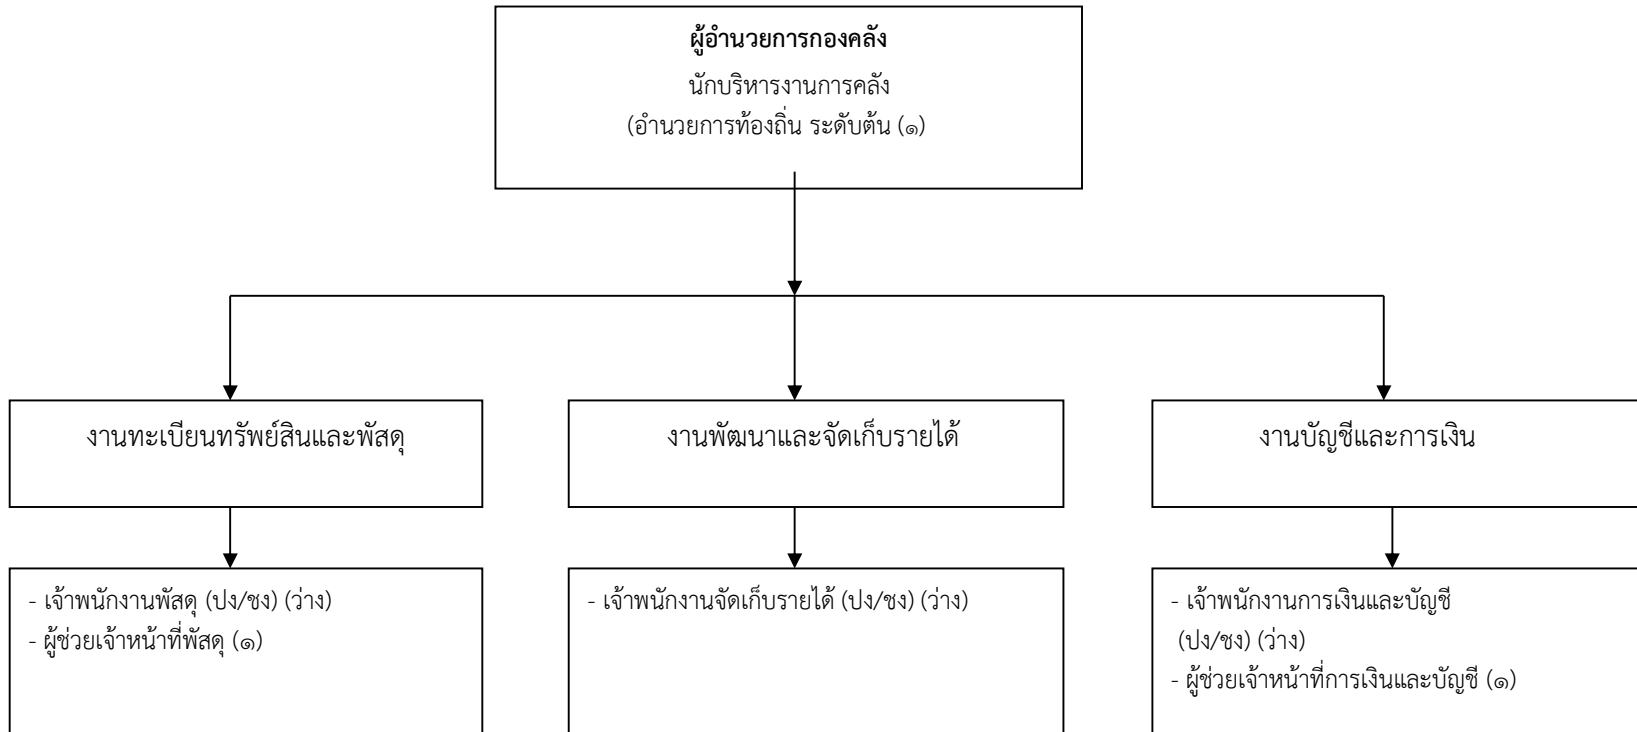 ผู้อำนวยการกองคลัง
นักบริหารงานการคลัง
(อำนวยการท้องถิ่น ระดับต้น (๑)
งานทะเบียนทรัพย์สินและพัสดุ
งานพัฒนาและจัดเก็บรายได้
งานบัญชีและการเงิน
- เจ้าพนักงานพัสดุ (ปง/ชง) (ว่าง)
- ผู้ช่วยเจ้าหน้าที่พัสดุ (๑)
- เจ้าพนักงานจัดเก็บรายได้ (ปง/ชง) (ว่าง)
- เจ้าพนักงานการเงินและบัญชี
(ปง/ชง) (ว่าง)
- ผู้ช่วยเจ้าหน้าที่การเงินและบัญชี (๑)